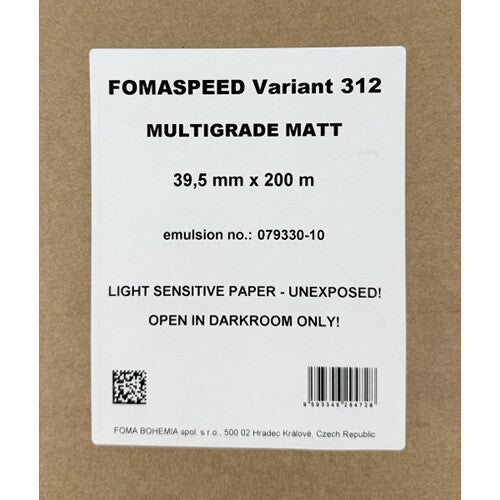 FOMASPEED Variant 312
MULTIGRADE MATT
39,5 mm x 200 m
emulsion no.: 079330-10
LIGHT SENSITIVE PAPER - UNEXPOSED!
OPEN IN DARKROOM ONLY!
FOMA BOHEMIA spol. s r.o., 500 02 Hradec Králové, Czech Republic